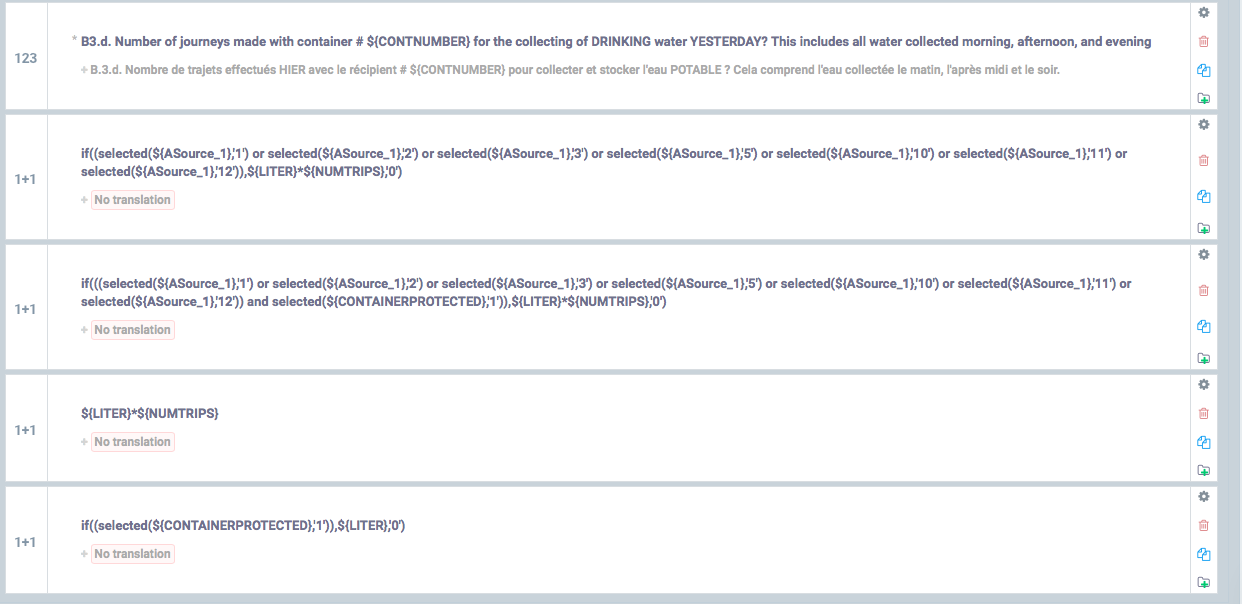 123
* B3.d. Number of journeys made with container # ${CONTNUMBER} for the collecting of DRINKING water YESTERDAY? This includes all water collected morning, afternoon, and evening
+ B.3.d. Nombre de trajets effectués HIER avec le récipient # ${CONTNUMBER} pour collecter et stocker l'eau POTABLE ? Cela comprend l'eau collectée le matin, l'après midi et le soir.
1+1
if((selected(${ASource_1},'1') or selected(${ASource_1},'2') or selected(${ASource_1},'3') or selected(${ASource_1},'5') or selected(${ASource_1},'10') or selected(${ASource_1},'11') or
selected(${ASource_1},'12')),${LITER}*${NUMTRIPS},'0')
+ No translation
1+1
if(((selected(${ASource_1},'1') or selected(${ASource_1},'2') or selected(${ASource_1},'3') or selected(${ASource_1},'5') or selected(${ASource_1},'10') or selected(${ASource_1},'11') or
selected(${ASource_1},'12')) and selected(${CONTAINERPROTECTED},'1')),${LITER}*${NUMTRIPS},'0')
+ No translation
1+1
${LITER}*${NUMTRIPS}
+ No translation
1+1
if((selected(${CONTAINERPROTECTED},'1')),${LITER},'0')
+ No translation